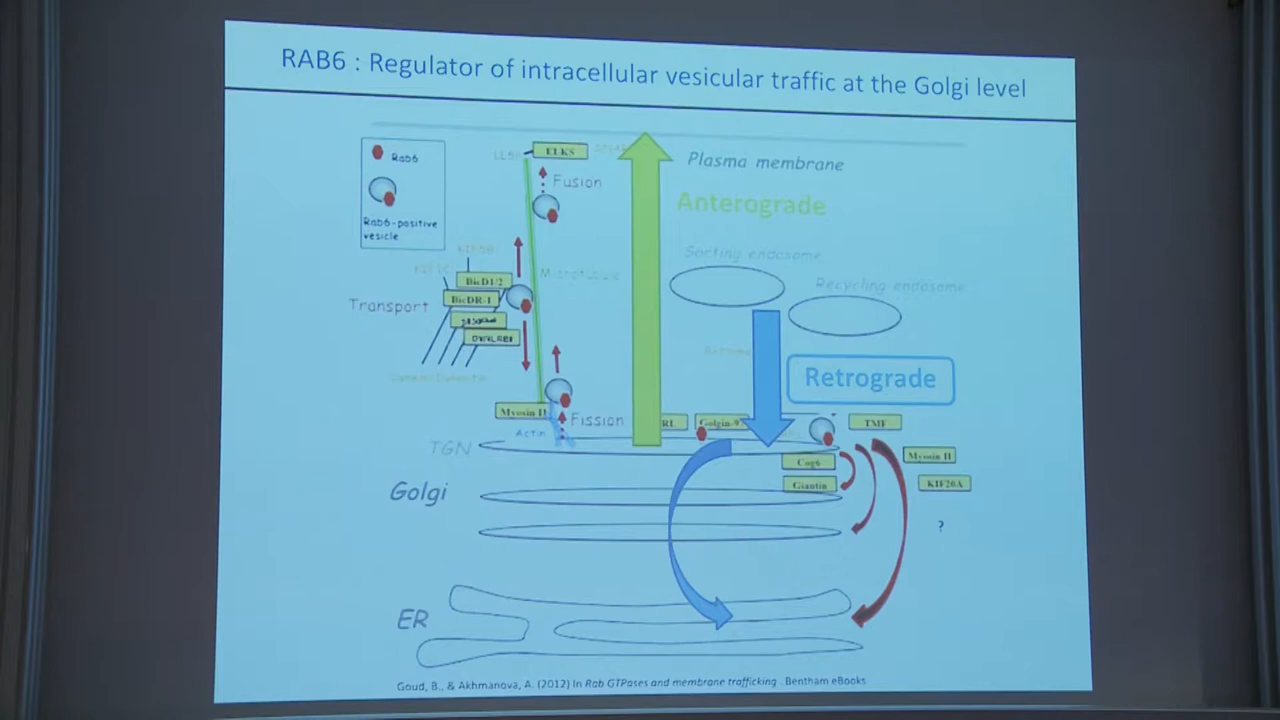 RAB6 : Regulator of intracellular vesicular traffic at the Golgi level
Rab6
Rab6-positive
vesicle
ELKS
Fusion
Plasma membrane
Anterograde
Sorting endosome
Recycling endosome
Microtubule
BicD1/2
BicDR-1
Transport
Retrograde
Myosin II
Fission
Actin
TMF
TGN
Cog6
Giantin
Myosin II
KIF20A
Golgi
?
ER
Goud, B., & Akhmanova, A. (2012) In Rab GTPases and membrane trafficking . Bentham eBooks